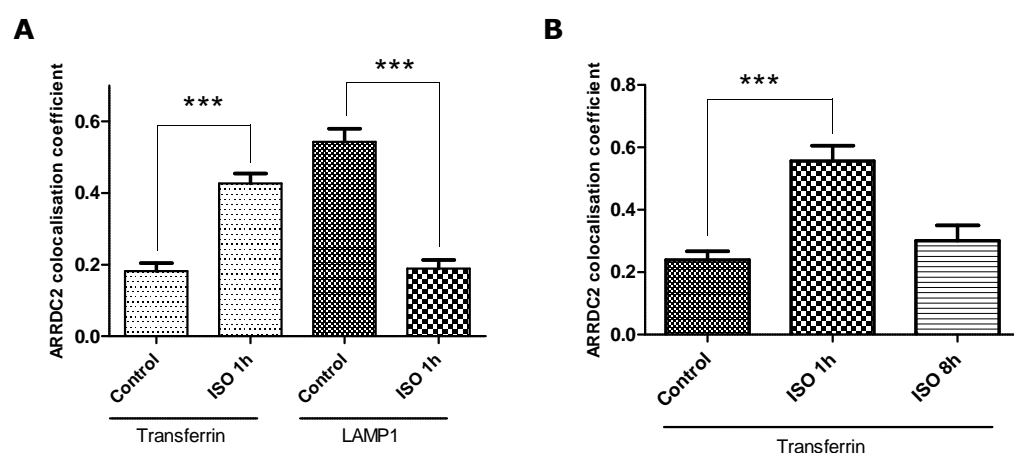 A
ARRDC2 colocalisation coefficient
0.6
0.4
0.2
0.0
***
***
Control
ISO 1h
Control
ISO 1h
Transferrin
LAMP1
B
ARRDC2 colocalisation coefficient
0.8
0.6
0.4
0.2
0.0
***
Control
ISO 1h
ISO 8h
Transferrin